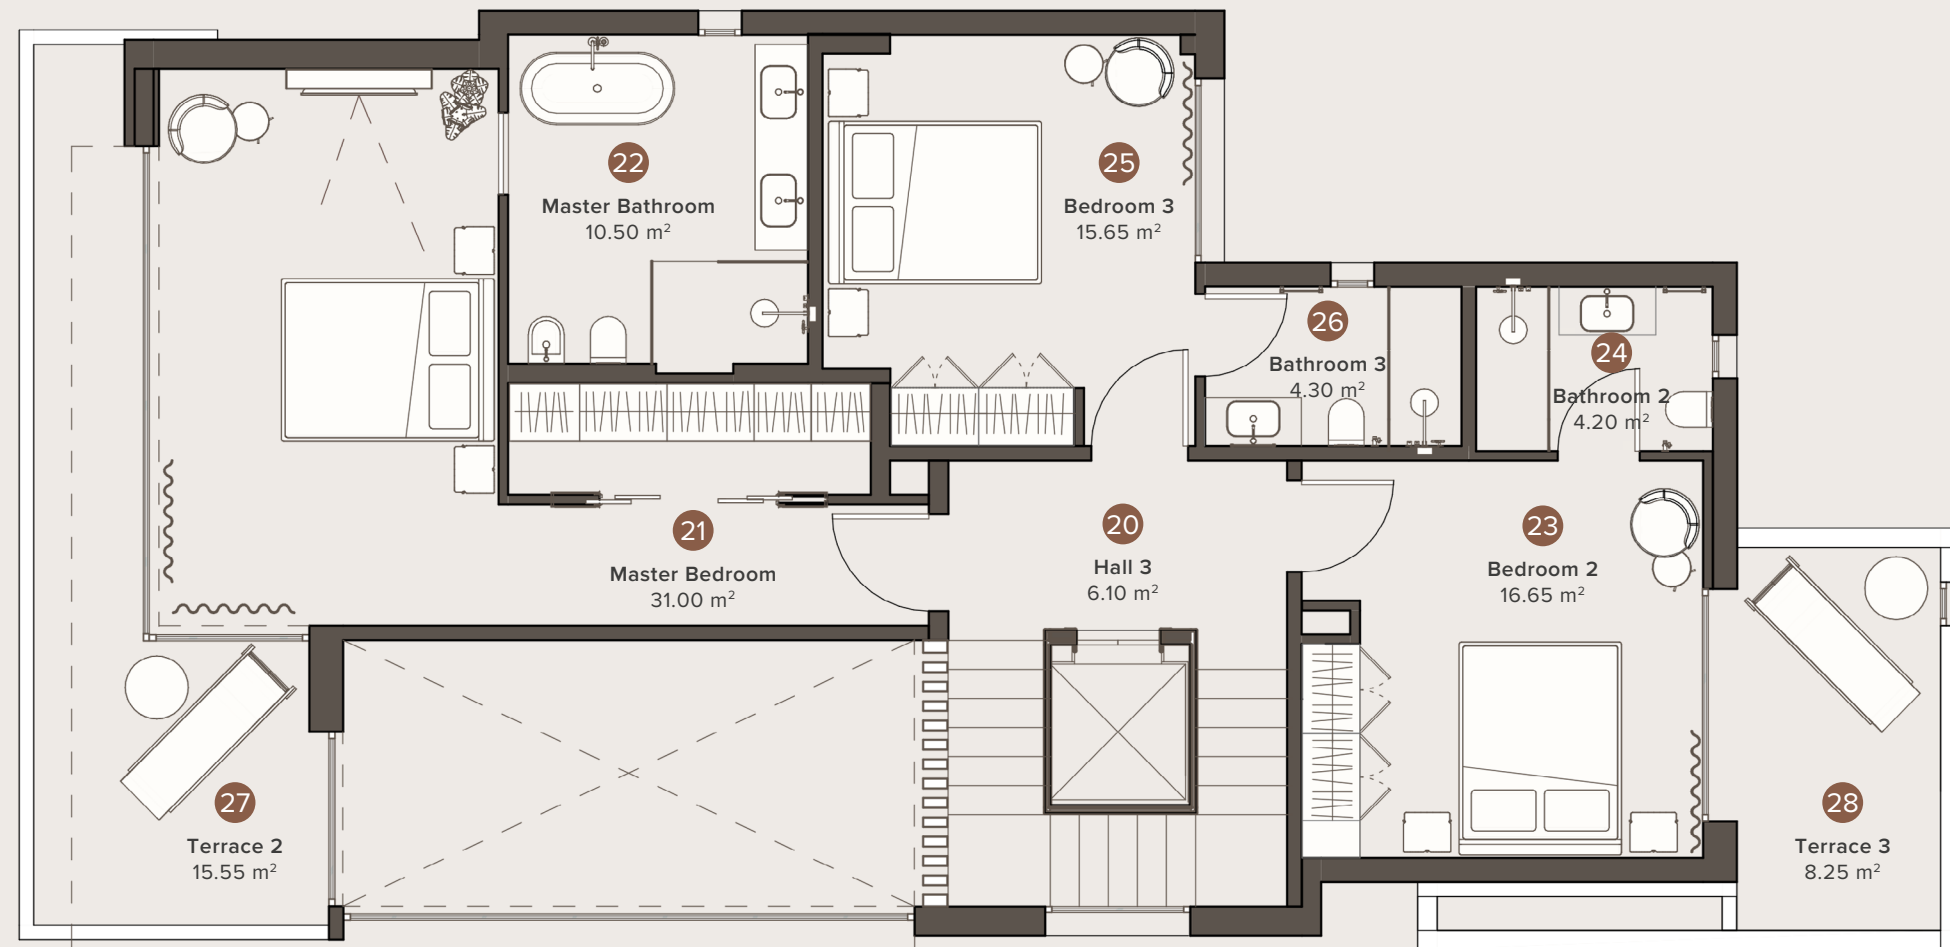 22
Master Bathroom
10.50 m²
25
Bedroom 3
15.65 m²
26
Bathroom 3
4.30 m²
24
Bathroom 2
4.20 m²
21
Master Bedroom
31.00 m²
20
Hall 3
6.10 m²
23
Bedroom 2
16.65 m²
27
Terrace 2
15.55 m²
28
Terrace 3
8.25 m²